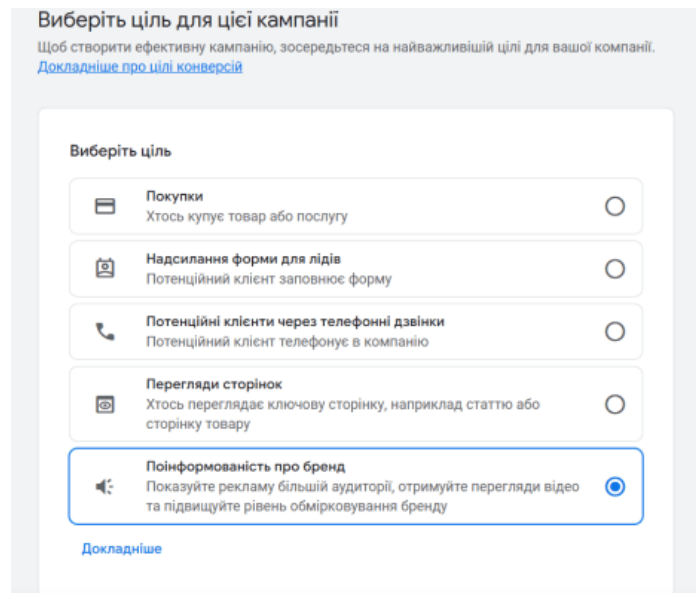 Виберіть ціль для цієї кампанії
Щоб створити ефективну кампанію, зосередьтеся на найважливішій цілі для вашої компанії.
Докладніше про цілі конверсій
Виберіть ціль
Покупки
Хтось купує товар або послугу
Надсилання форми для лідів
Потенційний клієнт заповнює форму
Потенційні клієнти через телефонні дзвінки
Потенційний клієнт телефонує в компанію
Перегляди сторінок
Хтось переглядає ключову сторінку, наприклад статтю або
сторінку товару
Поінформованість про бренд
Показуйте рекламу більшій аудиторії, отримуйте перегляди відео
та підвищуйте рівень обмірковування бренду
Докладніше